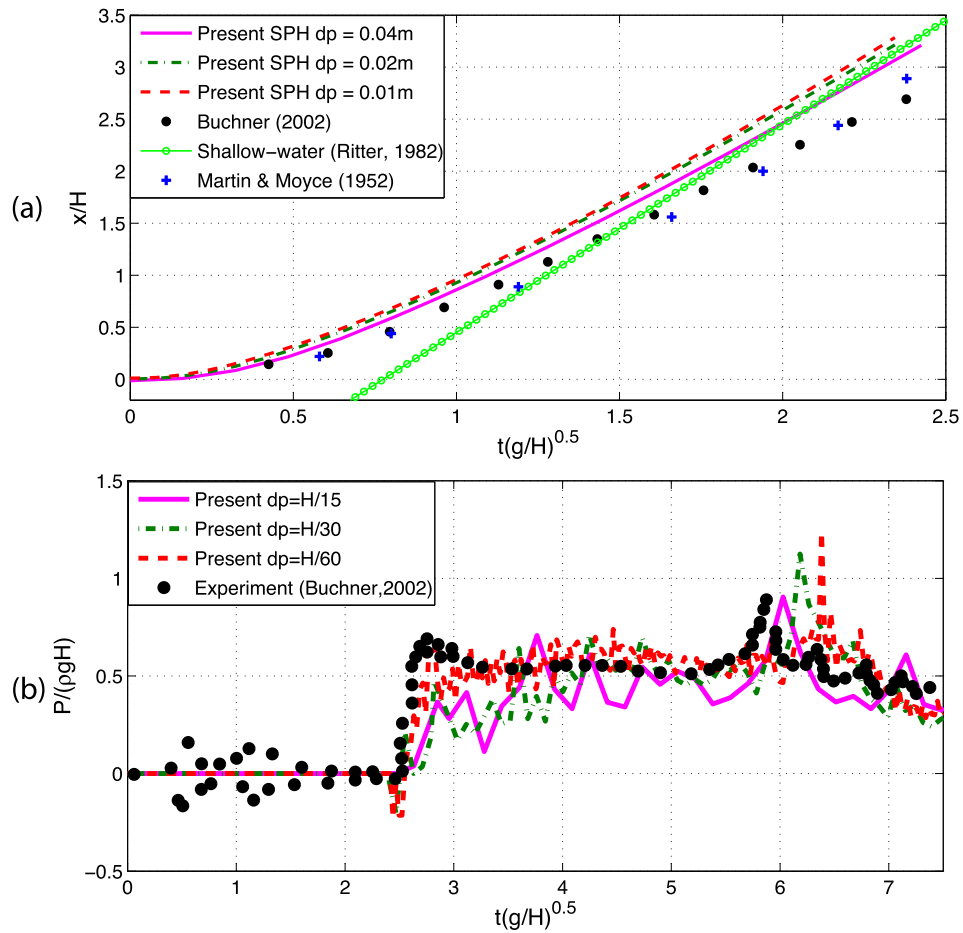 3.5
3
2.5
2
1.5
1
0.5
0
x/H
(a)
Present SPH dp = 0.04m
Present SPH dp = 0.02m
Present SPH dp = 0.01m
Buchner (2002)
Shallow−water (Ritter, 1982)
Martin & Moyce (1952)
0 0.5 1 1.5 2 2.5
t(g/H)^0.5
1.5
1
0.5
0
−0.5
P/(ρgH)
(b)
Present dp=H/15
Present dp=H/30
Present dp=H/60
Experiment (Buchner,2002)
0 1 2 3 4 5 6 7
t(g/H)^0.5